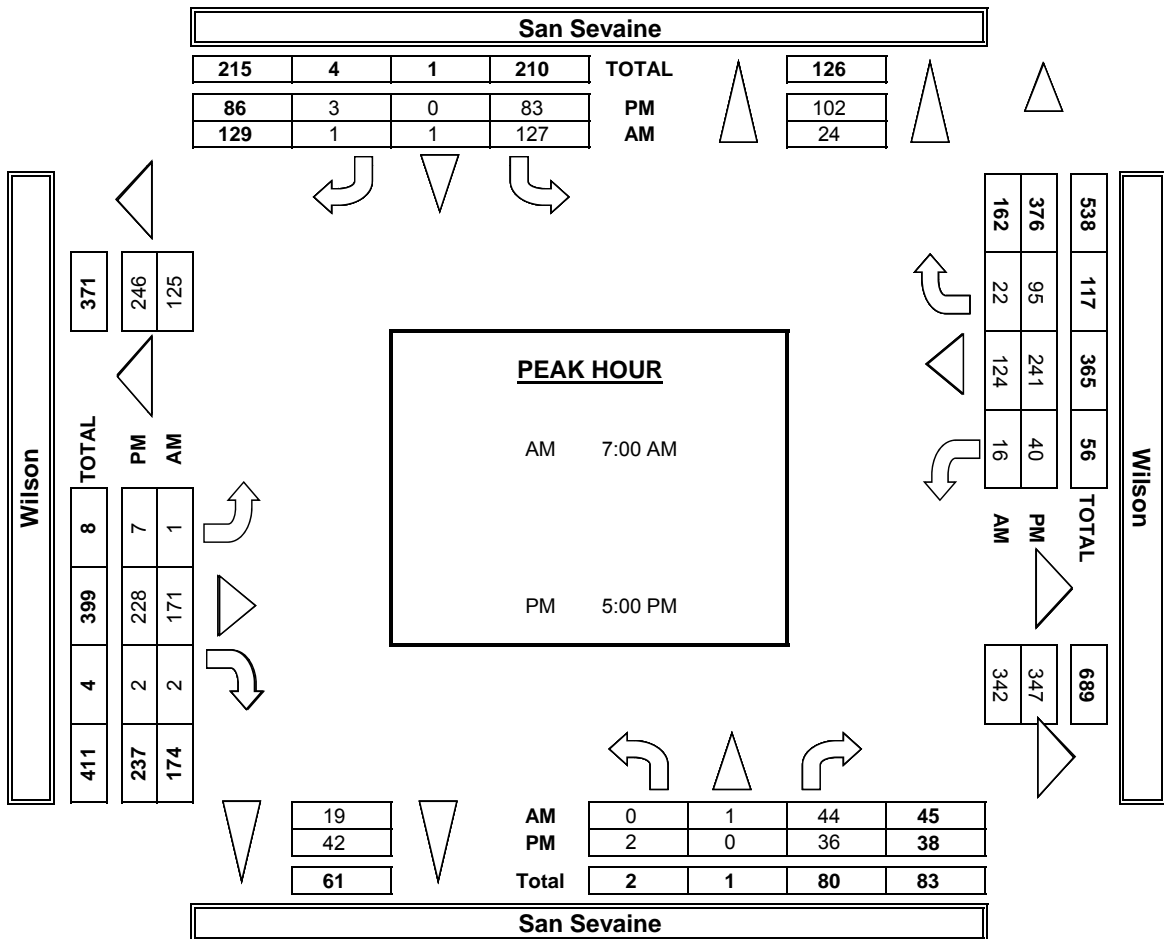 San Sevaine
215 4 1 210 TOTAL 126
86 3 0 83 PM 102
129 1 1 127 AM 24
Wilson
371 246 125
TOTAL PM AM
8 7 1
399 228 171
4 2 2
411 237 174
PEAK HOUR
AM 7:00 AM
PM 5:00 PM
162 376 538
22 95 117
124 241 365
16 40 56
AM PM TOTAL
342 347 689
Wilson
19 AM 0 1 44 45
42 PM 2 0 36 38
61 Total 2 1 80 83
San Sevaine